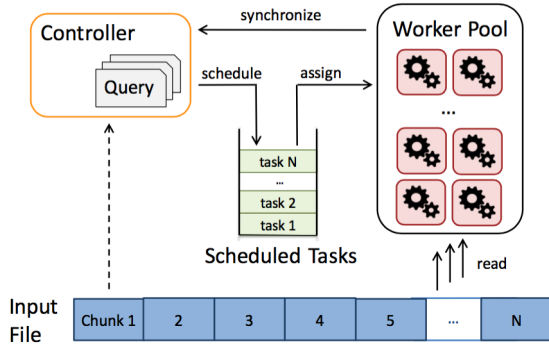 synchronize
Controller
Worker Pool
Query
schedule
assign
...
task N
...
task 2
task 1
Scheduled Tasks
read
Input
File
Chunk 1
2
3
4
5
...
N